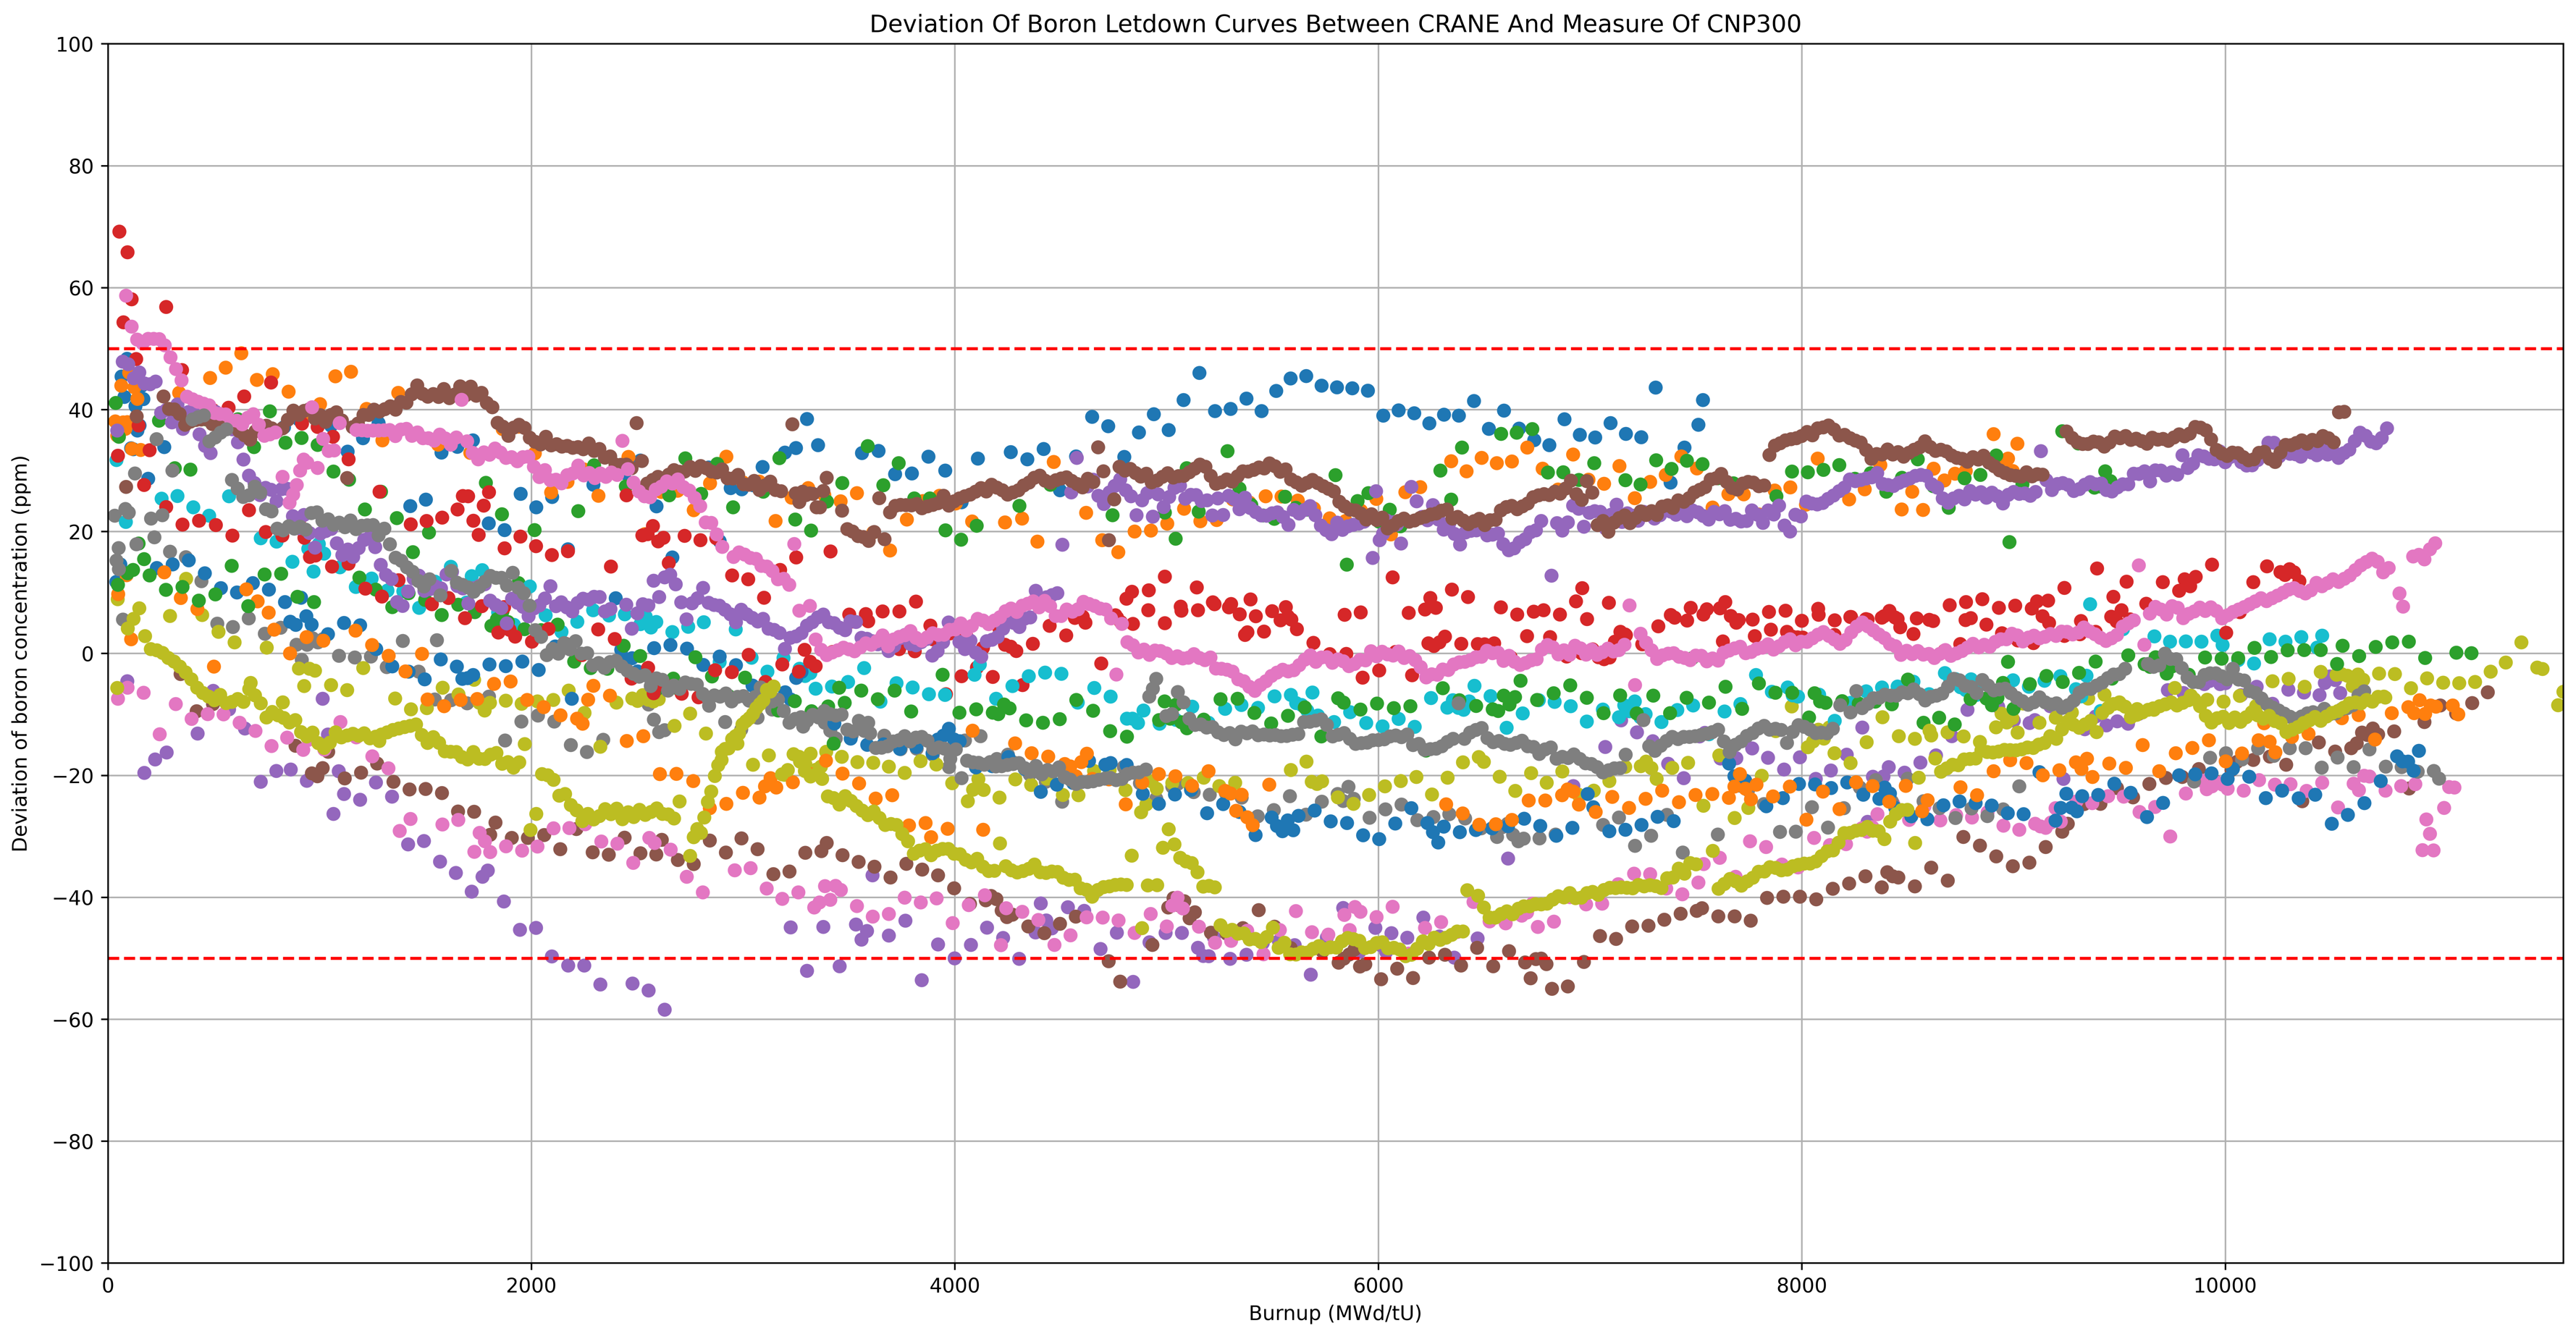 Deviation Of Boron Letdown Curves Between CRANE And Measure Of CNP300
Deviation of boron concentration (ppm)
100
80
60
40
20
0
−20
−40
−60
−80
−100
0 2000 4000 6000 8000 10000
Burnup (MWd/tU)